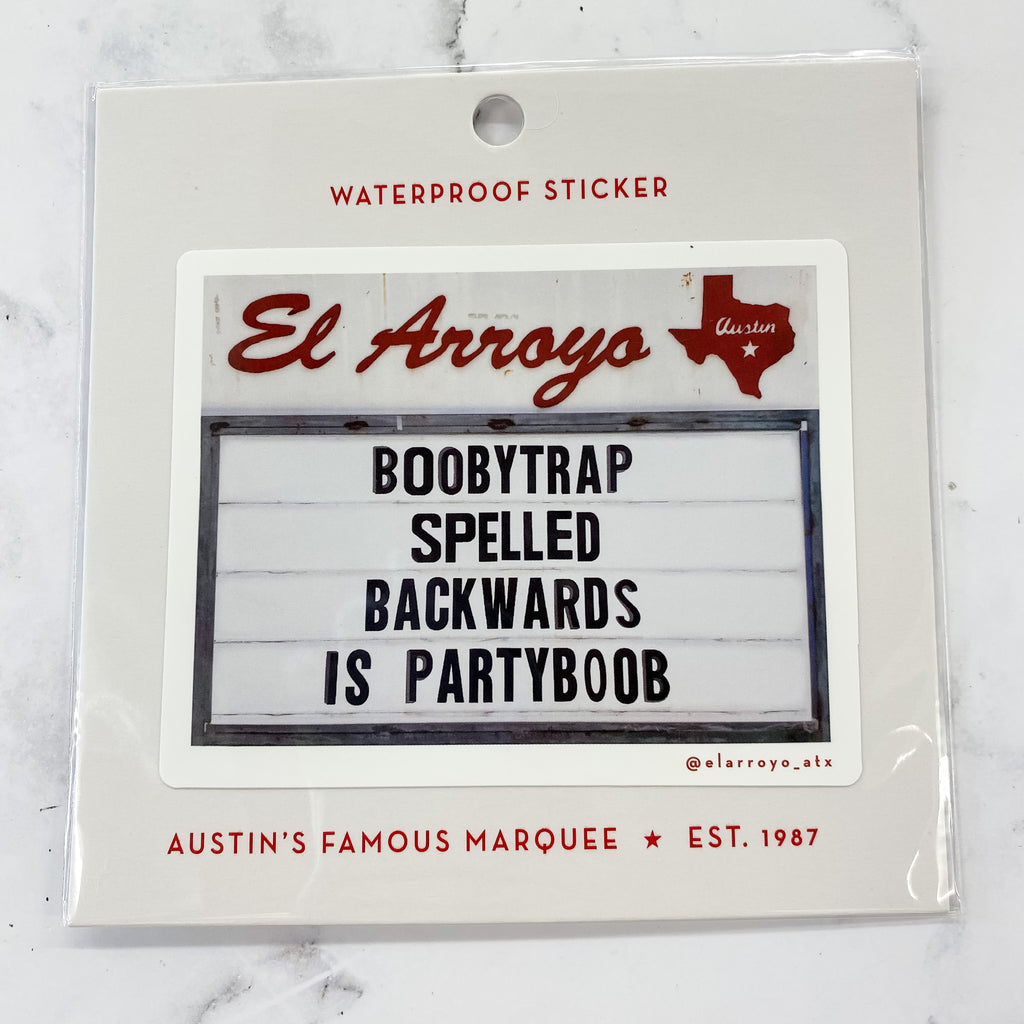 WATERPROOF STICKER
El Arroyo
Austin
BOOBYTRAP
SPELLED
BACKWARDS
IS PARTYBOOB
@elarroyo_atx
AUSTIN'S FAMOUS MARQUEE ★ EST. 1987